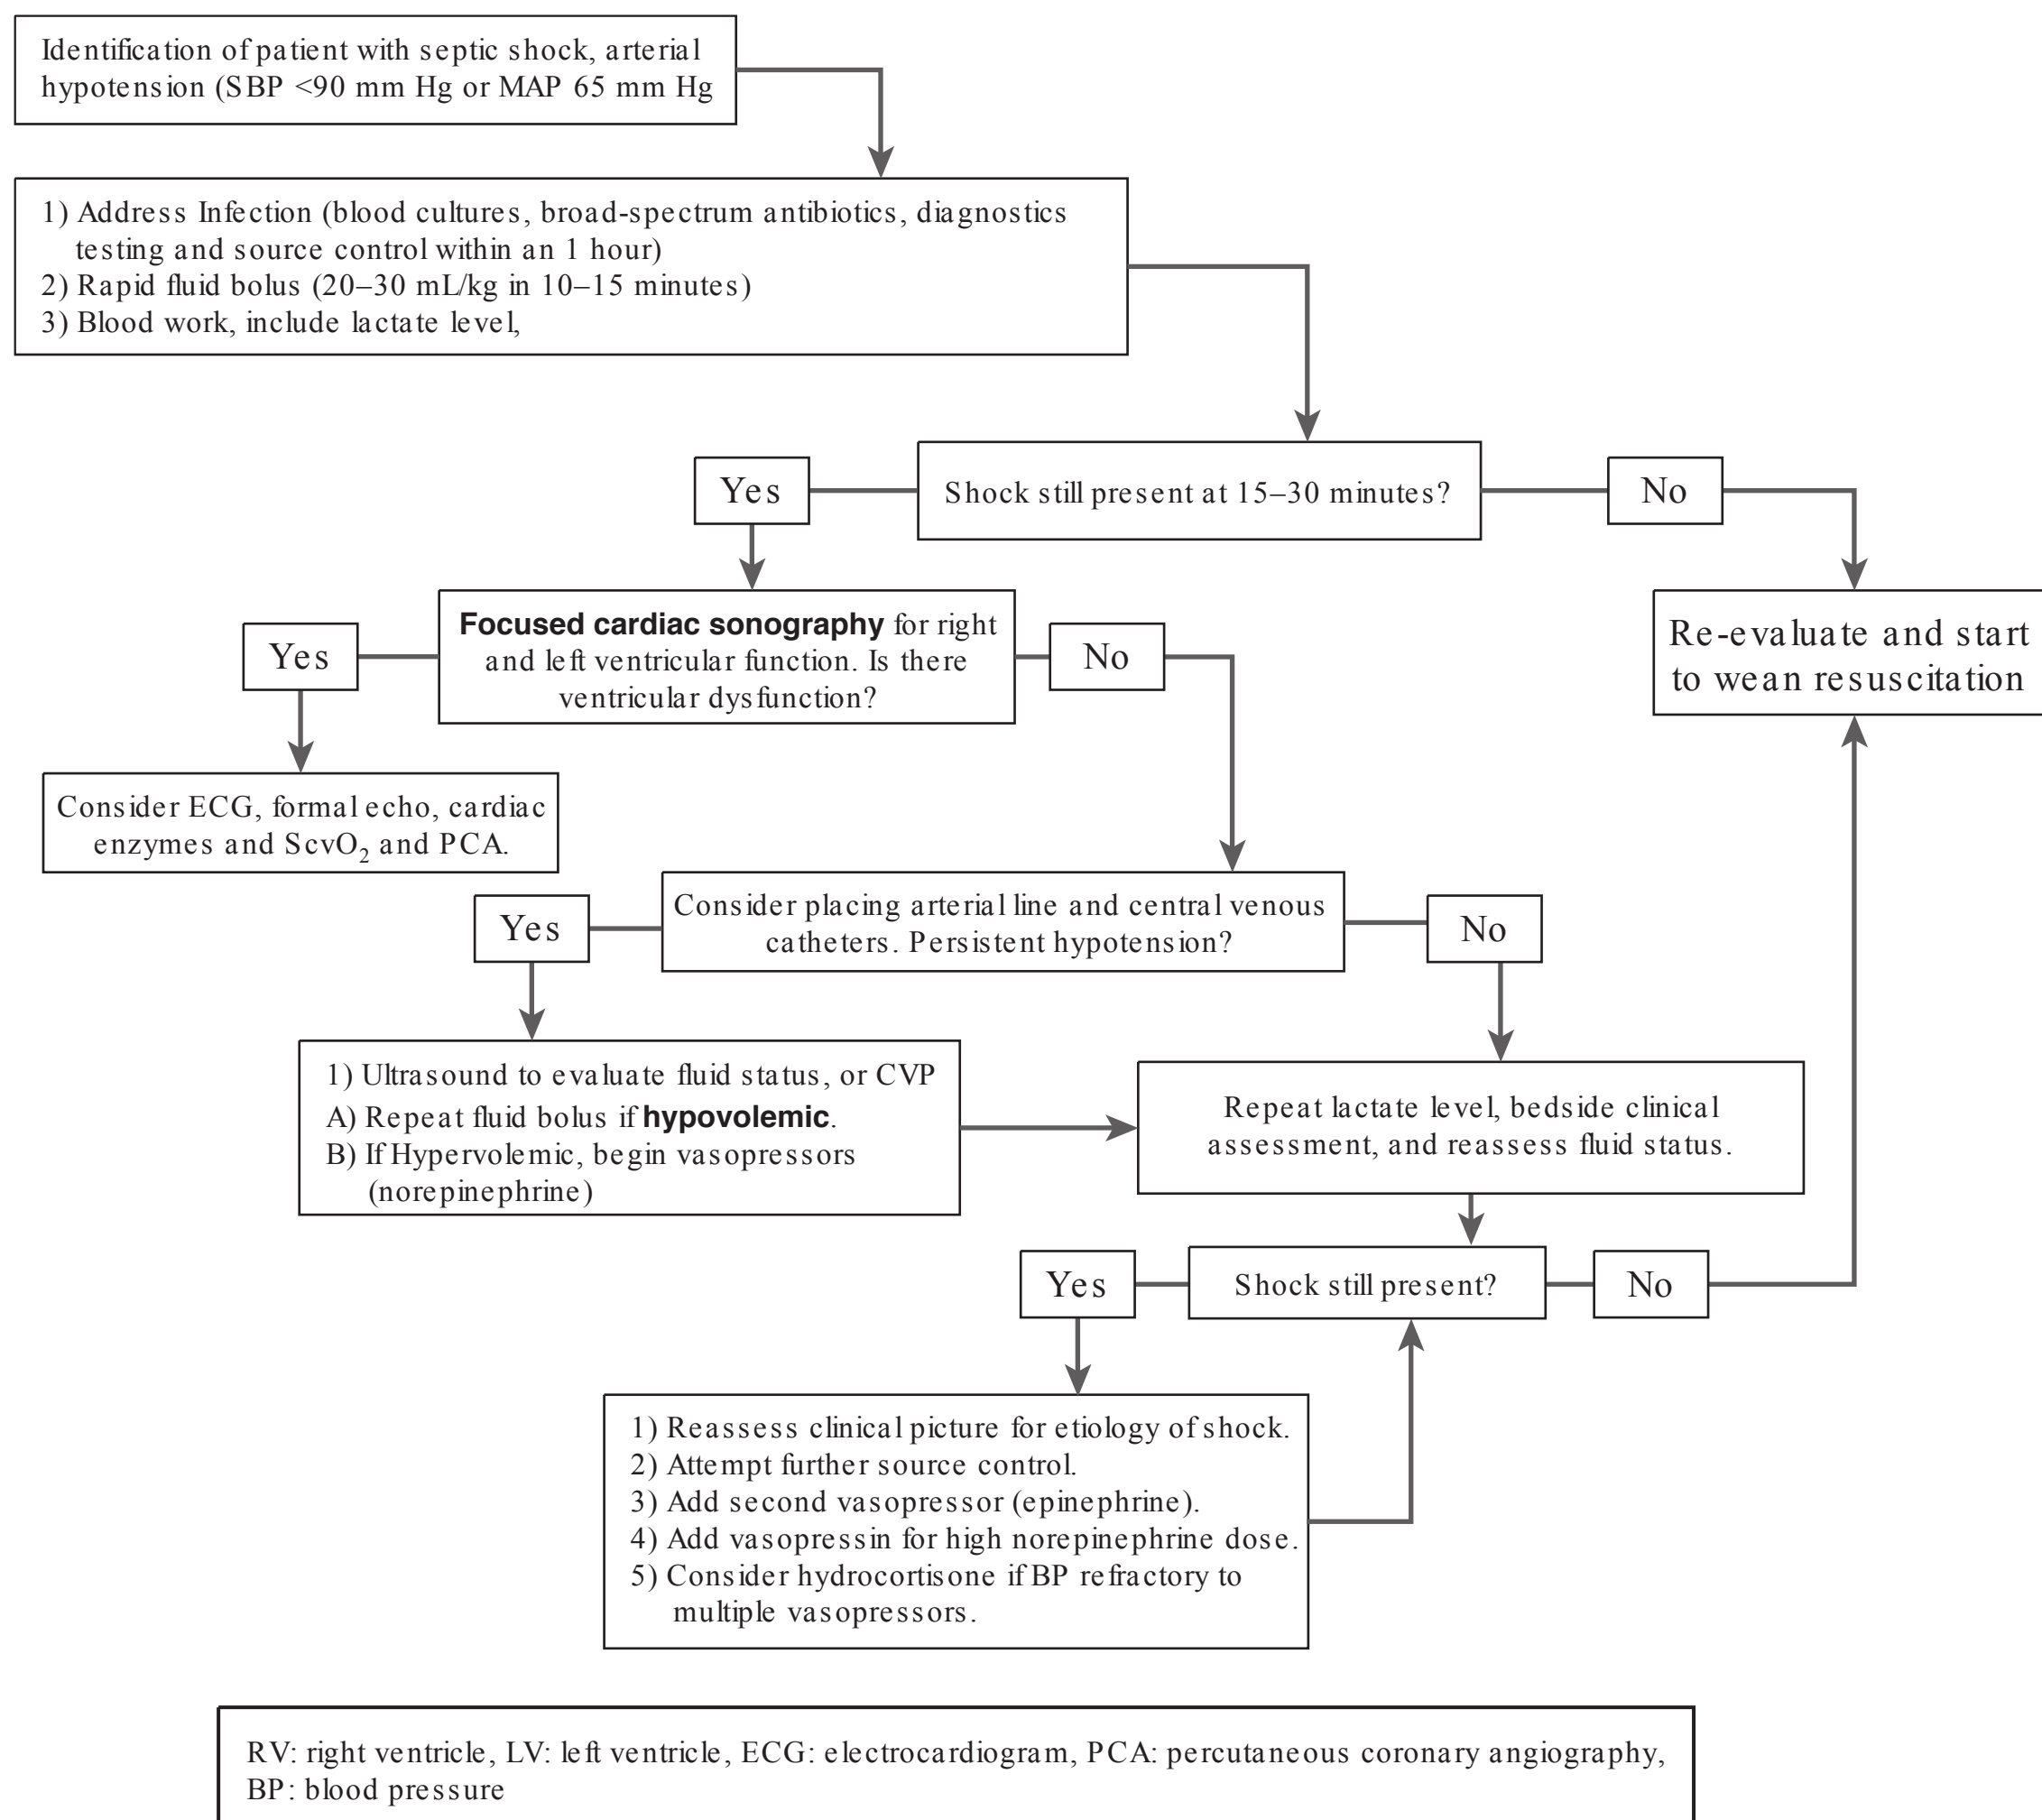 Identification of patient with septic shock, arterial
hypotension (SBP <90 mm Hg or MAP 65 mm Hg
1) Address Infection (blood cultures, broad-spectrum antibiotics, diagnostics
testing and source control within an 1 hour)
2) Rapid fluid bolus (20–30 mL/kg in 10–15 minutes)
3) Blood work, include lactate level,
Yes
Shock still present at 15–30 minutes?
No
Focused cardiac sonography for right
and left ventricular function. Is there
ventricular dysfunction?
Yes
No
Re-evaluate and start
to wean resuscitation
Consider ECG, formal echo, cardiac
enzymes and ScvO₂ and PCA.
Yes
Consider placing arterial line and central venous
catheters. Persistent hypotension?
No
1) Ultrasound to evaluate fluid status, or CVP
A) Repeat fluid bolus if hypovolemic.
B) If Hypervolemic, begin vasopressors
(norepinephrine)
Repeat lactate level, bedside clinical
assessment, and reassess fluid status.
Yes
Shock still present?
No
1) Reassess clinical picture for etiology of shock.
2) Attempt further source control.
3) Add second vasopressor (epinephrine).
4) Add vasopressin for high norepinephrine dose.
5) Consider hydrocortisone if BP refractory to
multiple vasopressors.
RV: right ventricle, LV: left ventricle, ECG: electrocardiogram, PCA: percutaneous coronary angiography,
BP: blood pressure